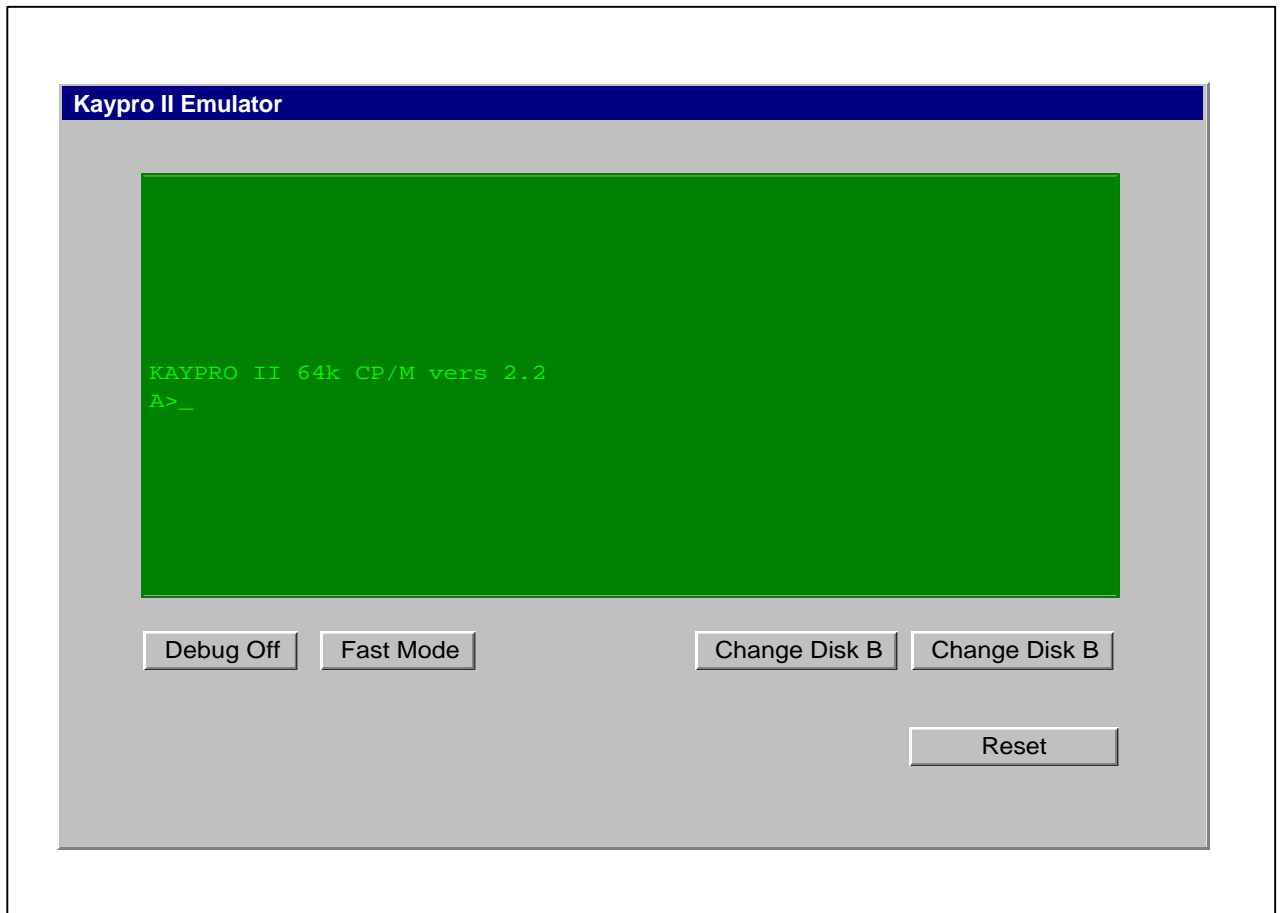 Kaypro II Emulator
KAYPRO II 64k CP/M vers 2.2
A>_
Debug Off
Fast Mode
Change Disk B
Change Disk B
Reset